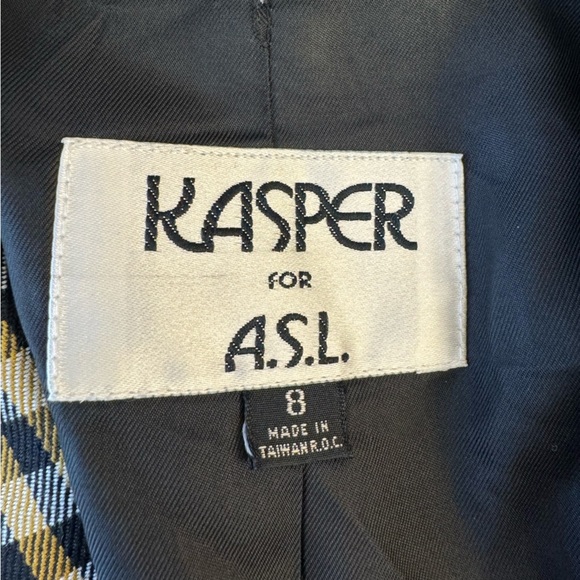 KASPER
FOR
A.S.L.
8
MADE IN
TAIWAN R.O.C.